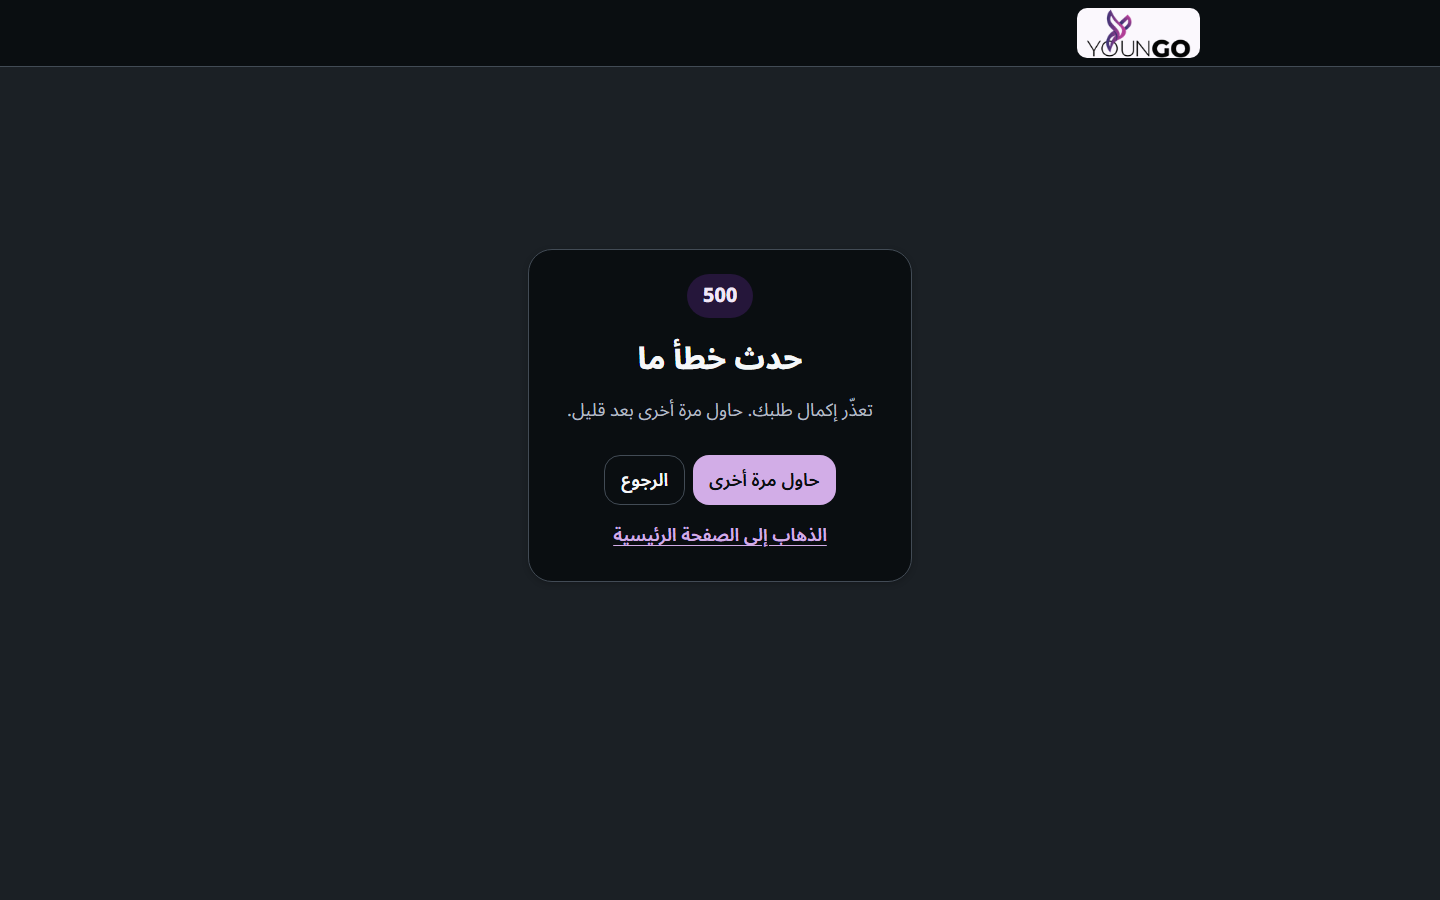 YOUNGO
500
حدث خطأ ما
تعذّر إكمال طلبك. حاول مرة أخرى بعد قليل.
حاول مرة أخرى
الرجوع
الذهاب إلى الصفحة الرئيسية